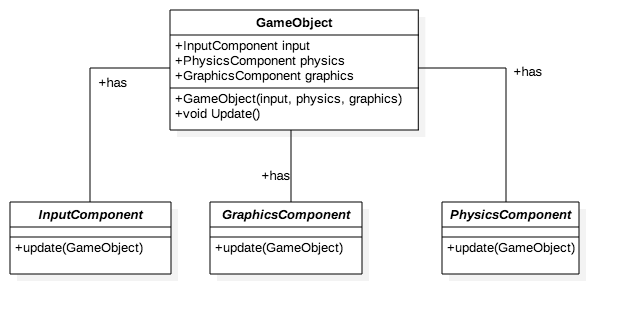 GameObject
+InputComponent input
+PhysicsComponent physics
+GraphicsComponent graphics
+GameObject(input, physics, graphics)
+void Update()
+has
+has
+has
InputComponent
+update(GameObject)
GraphicsComponent
+update(GameObject)
PhysicsComponent
+update(GameObject)